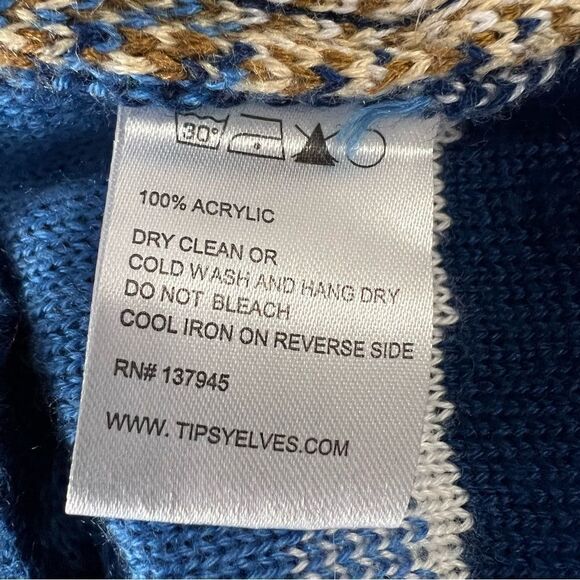 30°
100% ACRYLIC
DRY CLEAN OR
COLD WASH AND HANG DRY
DO NOT BLEACH
COOL IRON ON REVERSE SIDE
RN# 137945
WWW. TIPSYELVES.COM